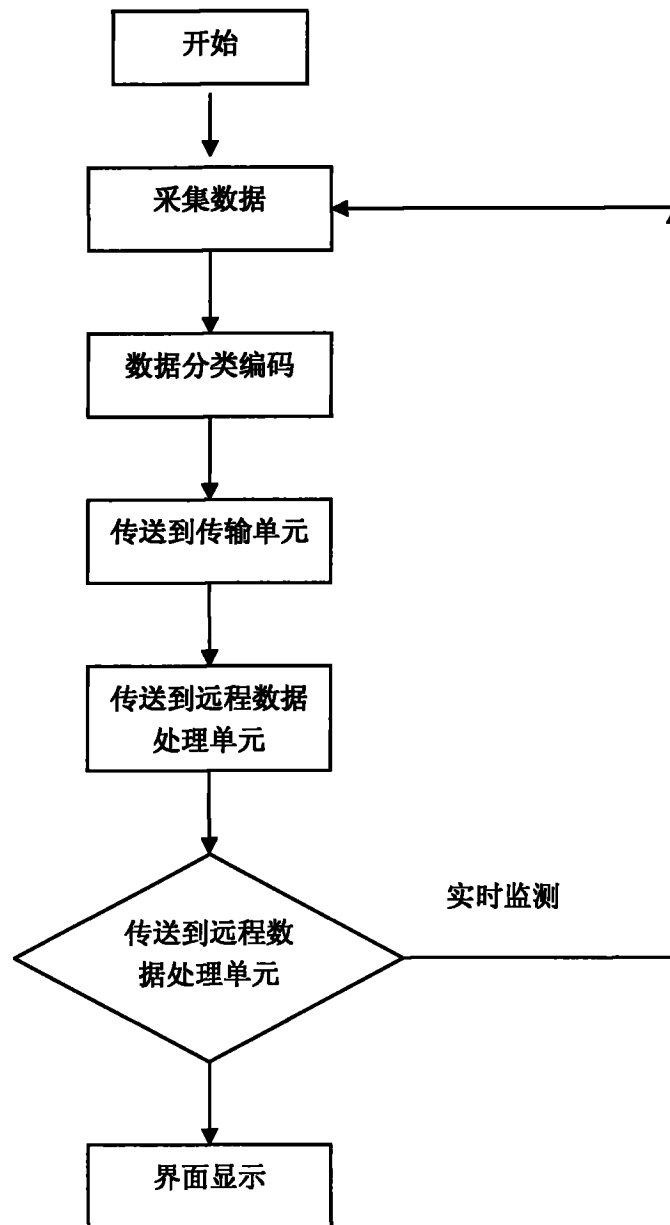 开始
采集数据
数据分类编码
传送到传输单元
传送到远程数据
处理单元
实时监测
传送到远程数
据处理单元
界面显示